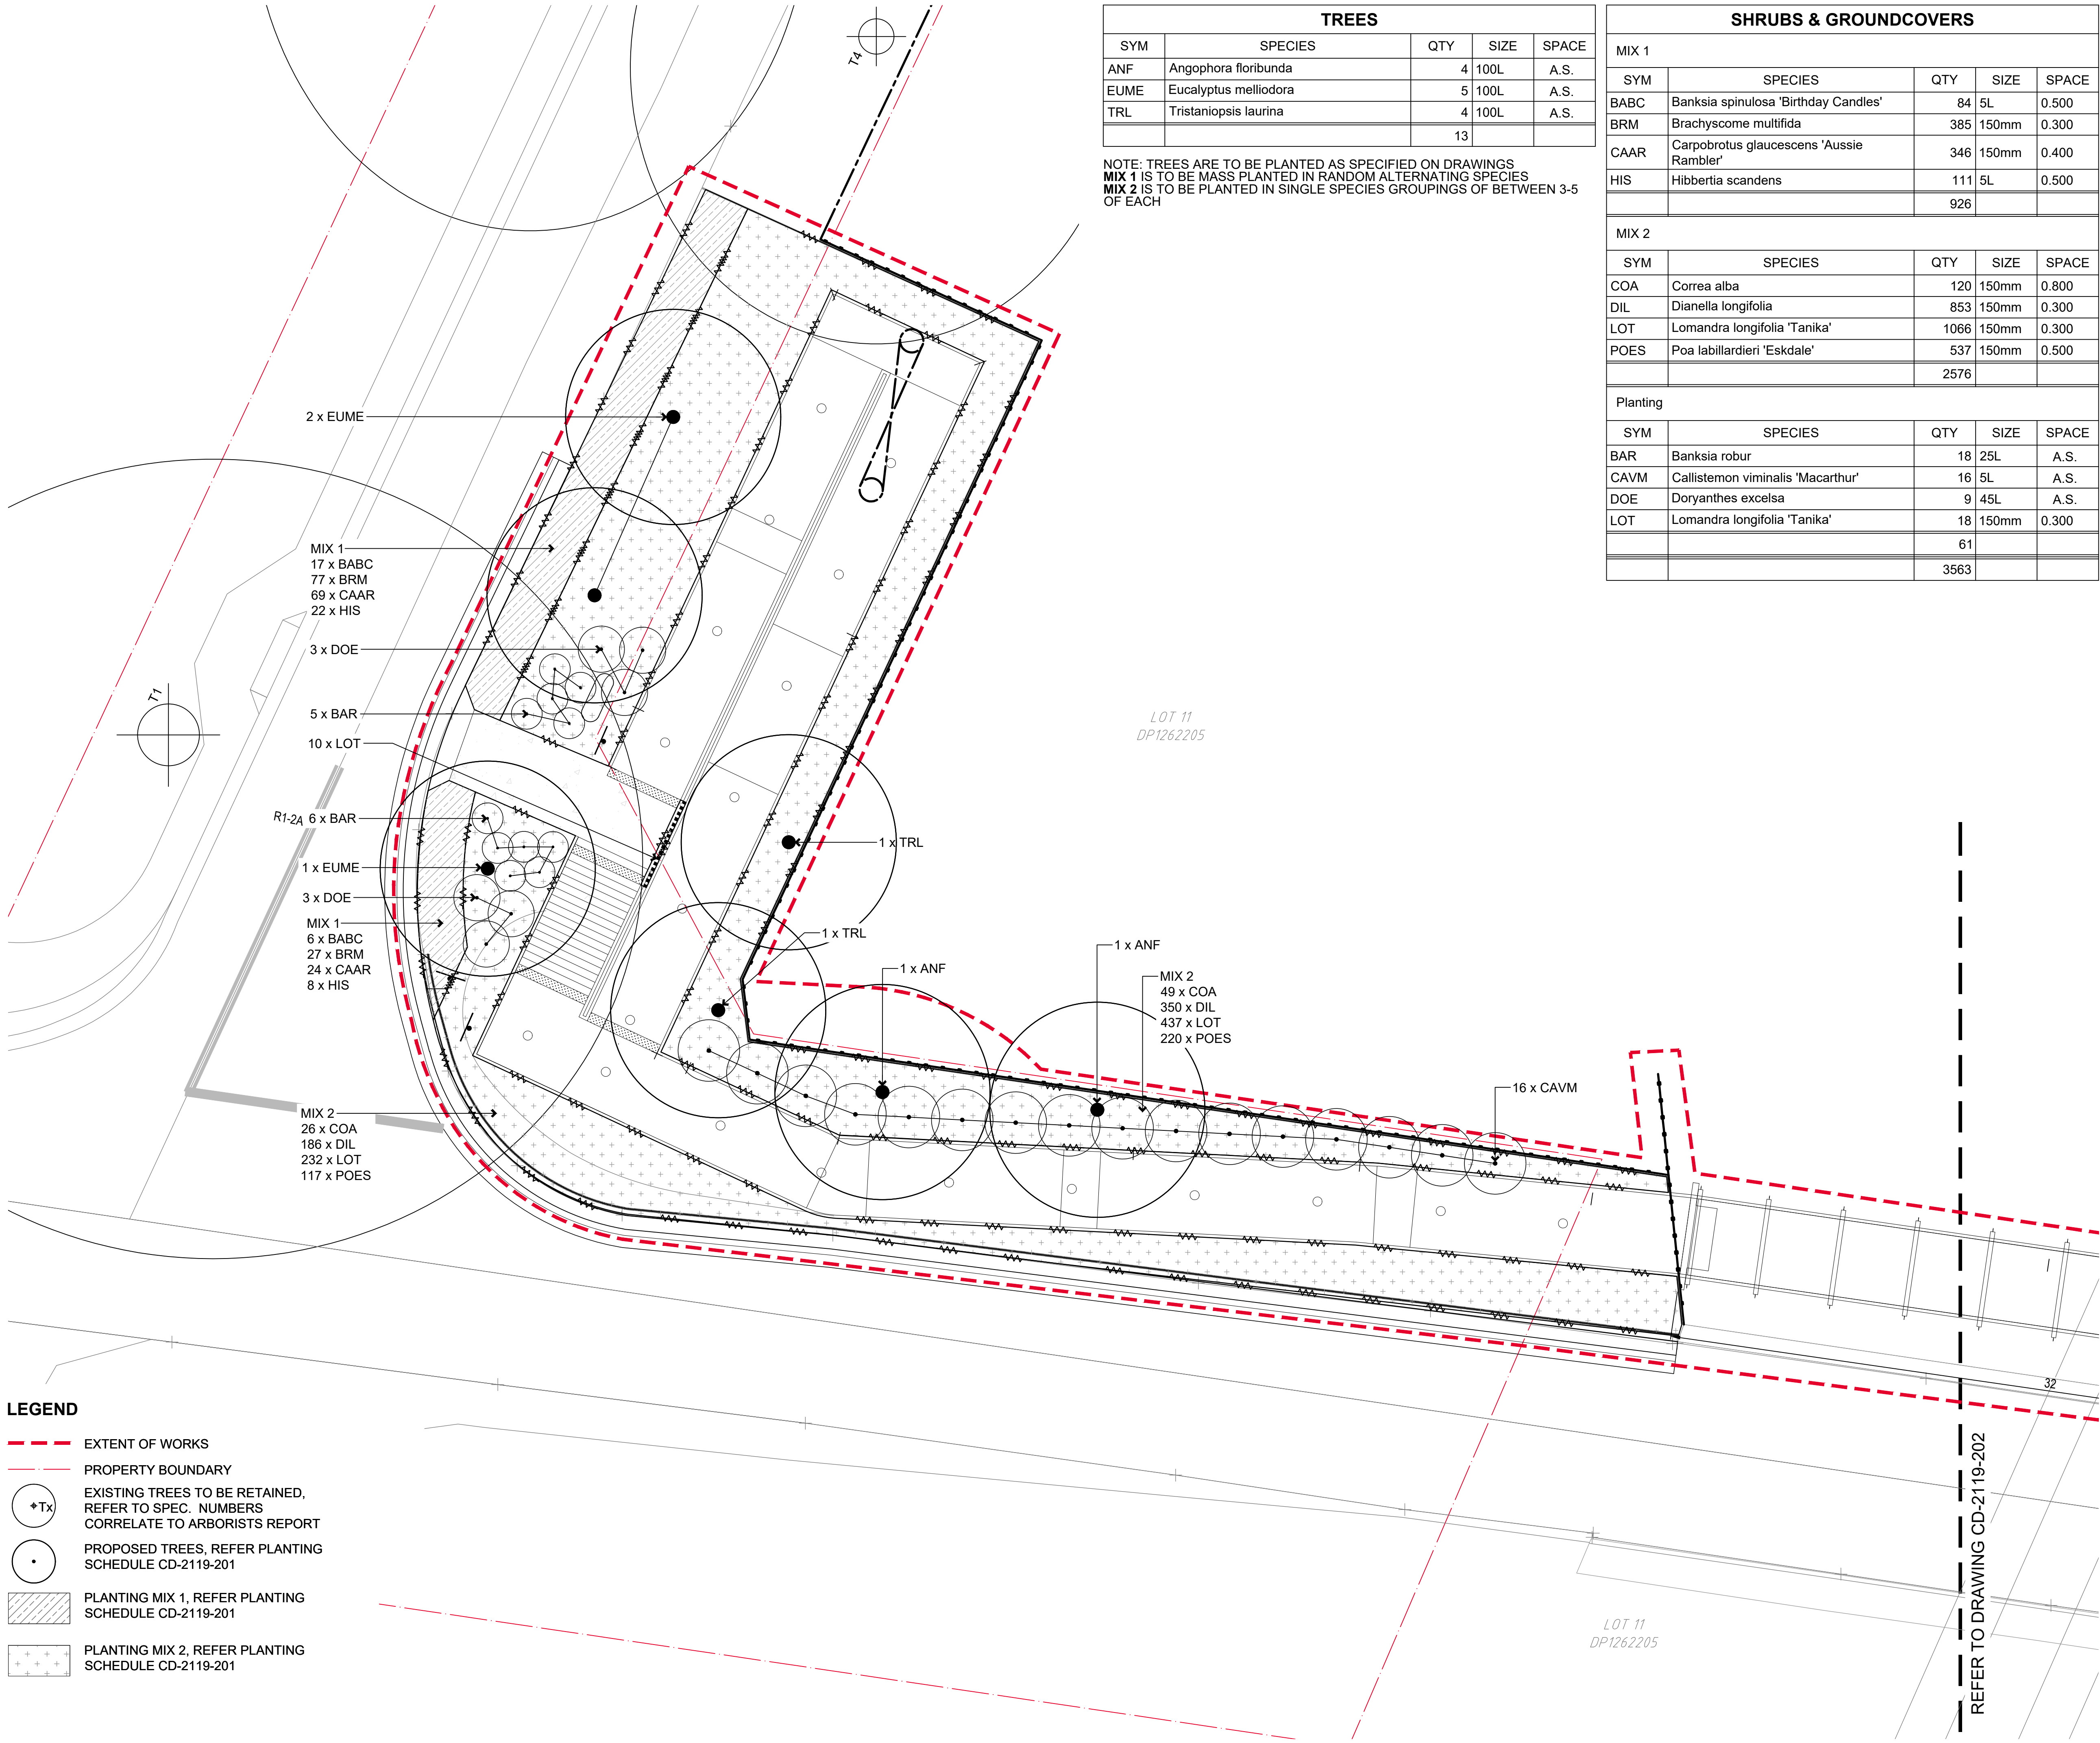 TREES
SYM SPECIES QTY SIZE SPACE
ANF Angophora floribunda 4 100L A.S.
EUME Eucalyptus melliodora 5 100L A.S.
TRL Tristaniopsis laurina 4 100L A.S.
13
NOTE: TREES ARE TO BE PLANTED AS SPECIFIED ON DRAWINGS
MIX 1 IS TO BE MASS PLANTED IN RANDOM ALTERNATING SPECIES
MIX 2 IS TO BE PLANTED IN SINGLE SPECIES GROUPINGS OF BETWEEN 3-5
OF EACH
SHRUBS & GROUNDCOVERS
MIX 1
SYM SPECIES QTY SIZE SPACE
BABC Banksia spinulosa 'Birthday Candles' 84 5L 0.500
BRM Brachyscome multifida 385 150mm 0.300
CAAR Carpobrotus glaucescens 'Aussie
Rambler' 346 150mm 0.400
HIS Hibbertia scandens 111 5L 0.500
926
MIX 2
SYM SPECIES QTY SIZE SPACE
COA Correa alba 120 150mm 0.800
DIL Dianella longifolia 853 150mm 0.300
LOT Lomandra longifolia 'Tanika' 1066 150mm 0.300
POES Poa labillardieri 'Eskdale' 537 150mm 0.500
2576
Planting
SYM SPECIES QTY SIZE SPACE
BAR Banksia robur 18 25L A.S.
CAVM Callistemon viminalis 'Macarthur' 16 5L A.S.
DOE Doryanthes excelsa 9 45L A.S.
LOT Lomandra longifolia 'Tanika' 18 150mm 0.300
61
3563
T4
2 x EUME
MIX 1
17 x BABC
77 x BRM
69 x CAAR
22 x HIS
3 x DOE
T1
5 x BAR
10 x LOT
LOT 11
DP1262205
R1-2A
6 x BAR
1 x EUME
3 x DOE
MIX 1
6 x BABC
27 x BRM
24 x CAAR
8 x HIS
1 x TRL
1 x TRL
1 x ANF
1 x ANF
MIX 2
49 x COA
350 x DIL
437 x LOT
220 x POES
16 x CAVM
MIX 2
26 x COA
186 x DIL
232 x LOT
117 x POES
32
REFER TO DRAWING CD-2119-202
LOT 11
DP1262205
LEGEND
EXTENT OF WORKS
PROPERTY BOUNDARY
Tx
EXISTING TREES TO BE RETAINED,
REFER TO SPEC. NUMBERS
CORRELATE TO ARBORISTS REPORT
PROPOSED TREES, REFER PLANTING
SCHEDULE CD-2119-201
PLANTING MIX 1, REFER PLANTING
SCHEDULE CD-2119-201
PLANTING MIX 2, REFER PLANTING
SCHEDULE CD-2119-201